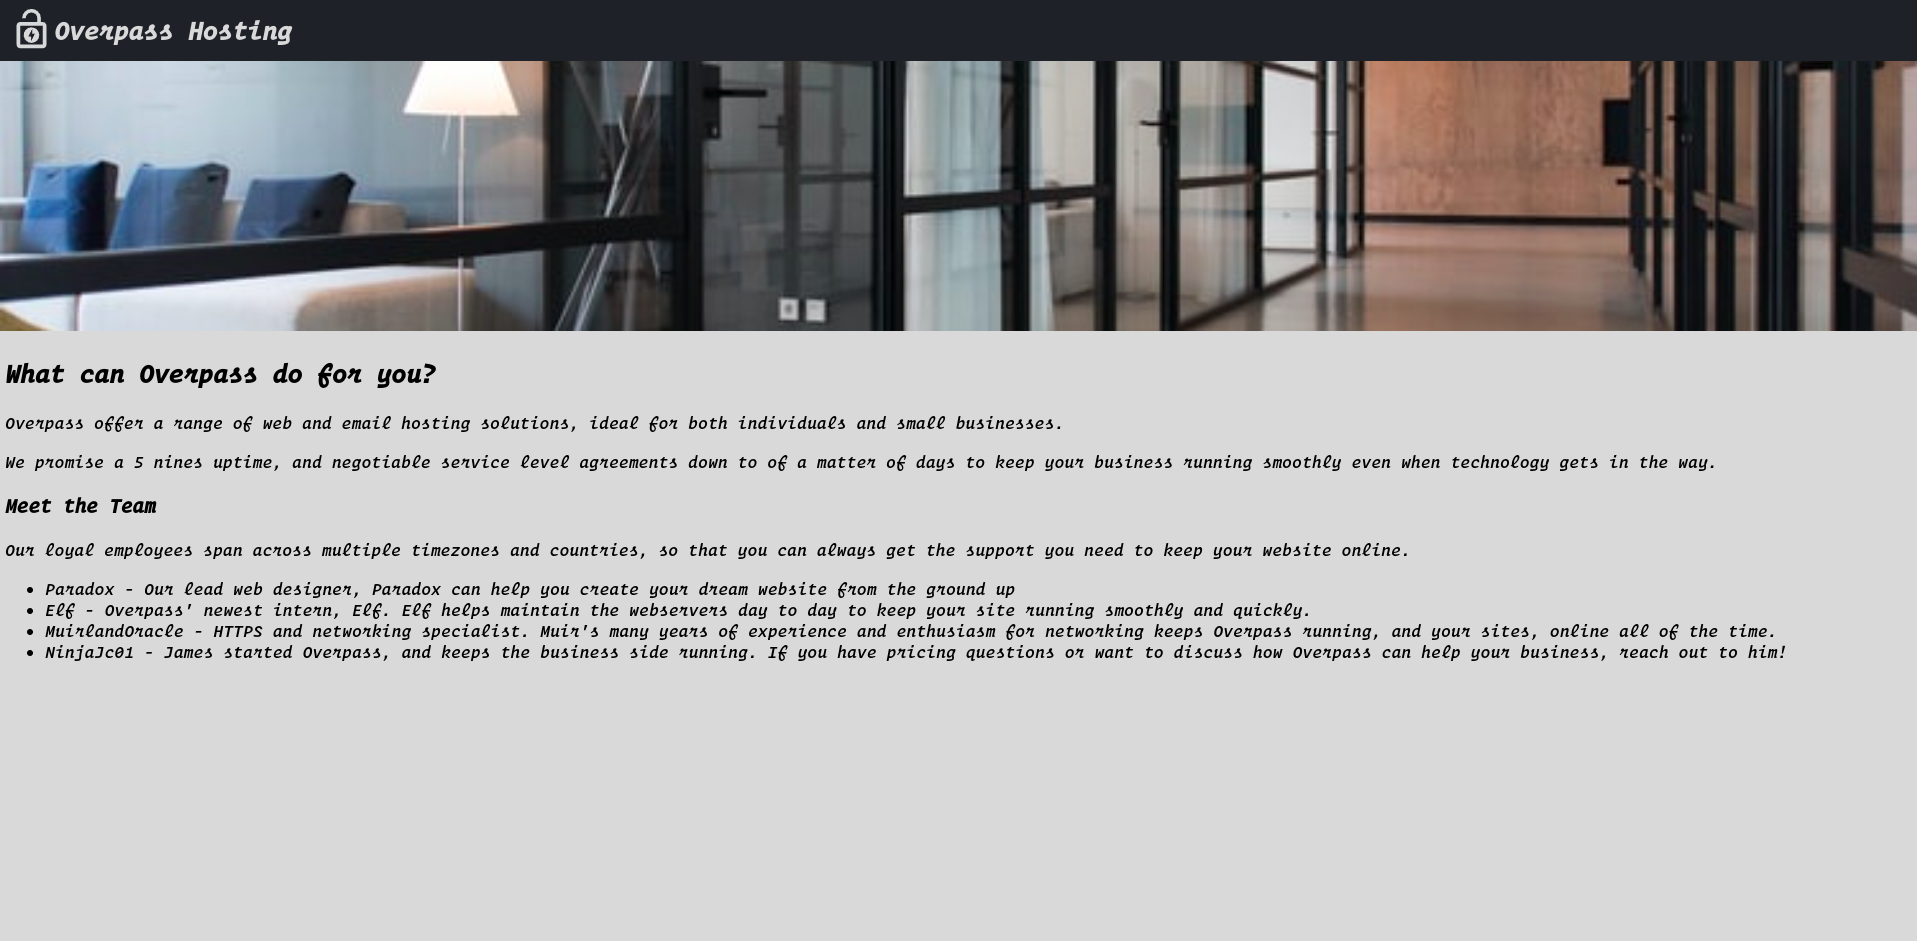 Overpass Hosting
What can Overpass do for you?
Overpass offer a range of web and email hosting solutions, ideal for both individuals and small businesses.
We promise a 5 nines uptime, and negotiable service level agreements down to of a matter of days to keep your business running smoothly even when technology gets in the way.
Meet the Team
Our loyal employees span across multiple timezones and countries, so that you can always get the support you need to keep your website online.
• Paradox - Our lead web designer, Paradox can help you create your dream website from the ground up
• Elf - Overpass' newest intern, Elf. Elf helps maintain the webservers day to day to keep your site running smoothly and quickly.
• MuirlandOracle - HTTPS and networking specialist. Muir's many years of experience and enthusiasm for networking keeps Overpass running, and your sites, online all of the time.
• NinjaJc01 - James started Overpass, and keeps the business side running. If you have pricing questions or want to discuss how Overpass can help your business, reach out to him!